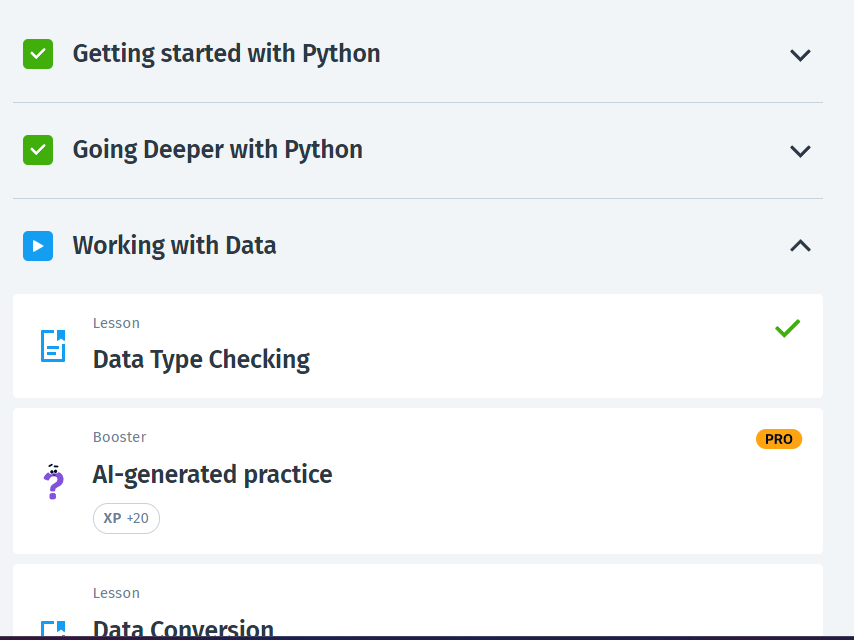 Getting started with Python
Going Deeper with Python
Working with Data
Lesson
Data Type Checking
Booster
PRO
AI-generated practice
XP +20
Lesson
Data Conversion